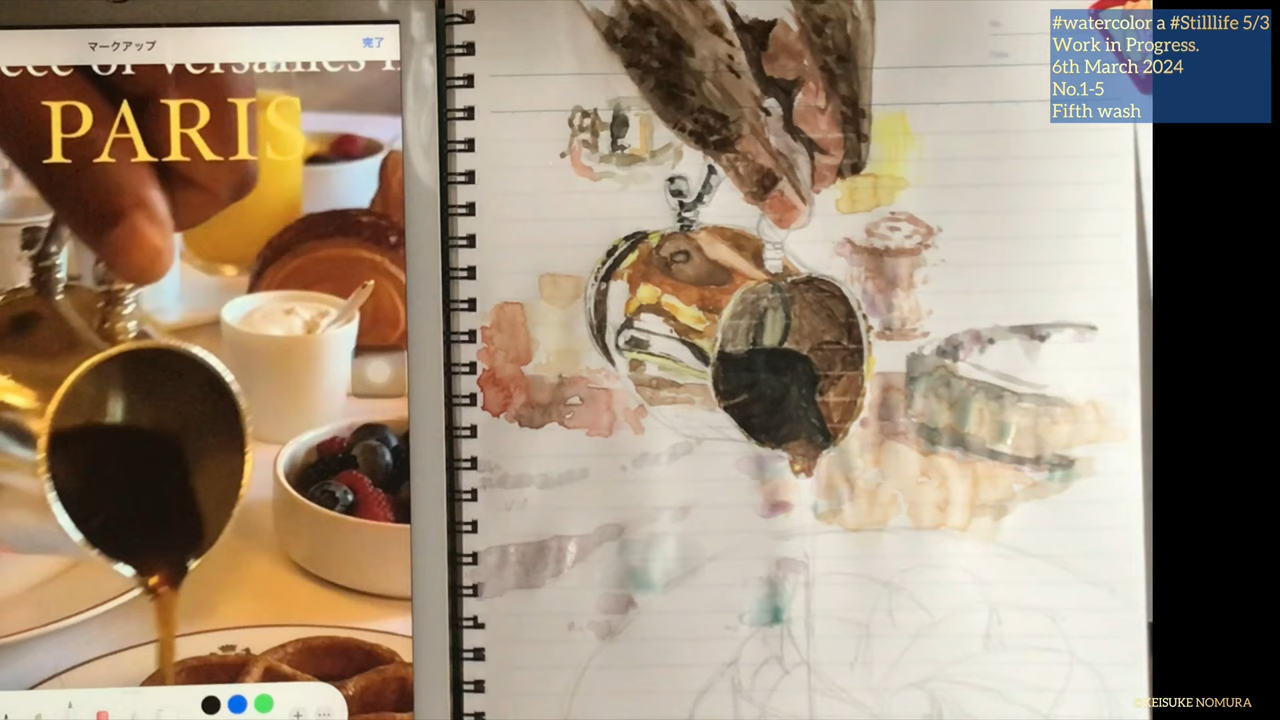 マークアップ
完了
PARIS
#watercolor a #Stilllife 5/3
Work in Progress.
6th March 2024
No.1-5
Fifth wash
KEISUKE NOMURA